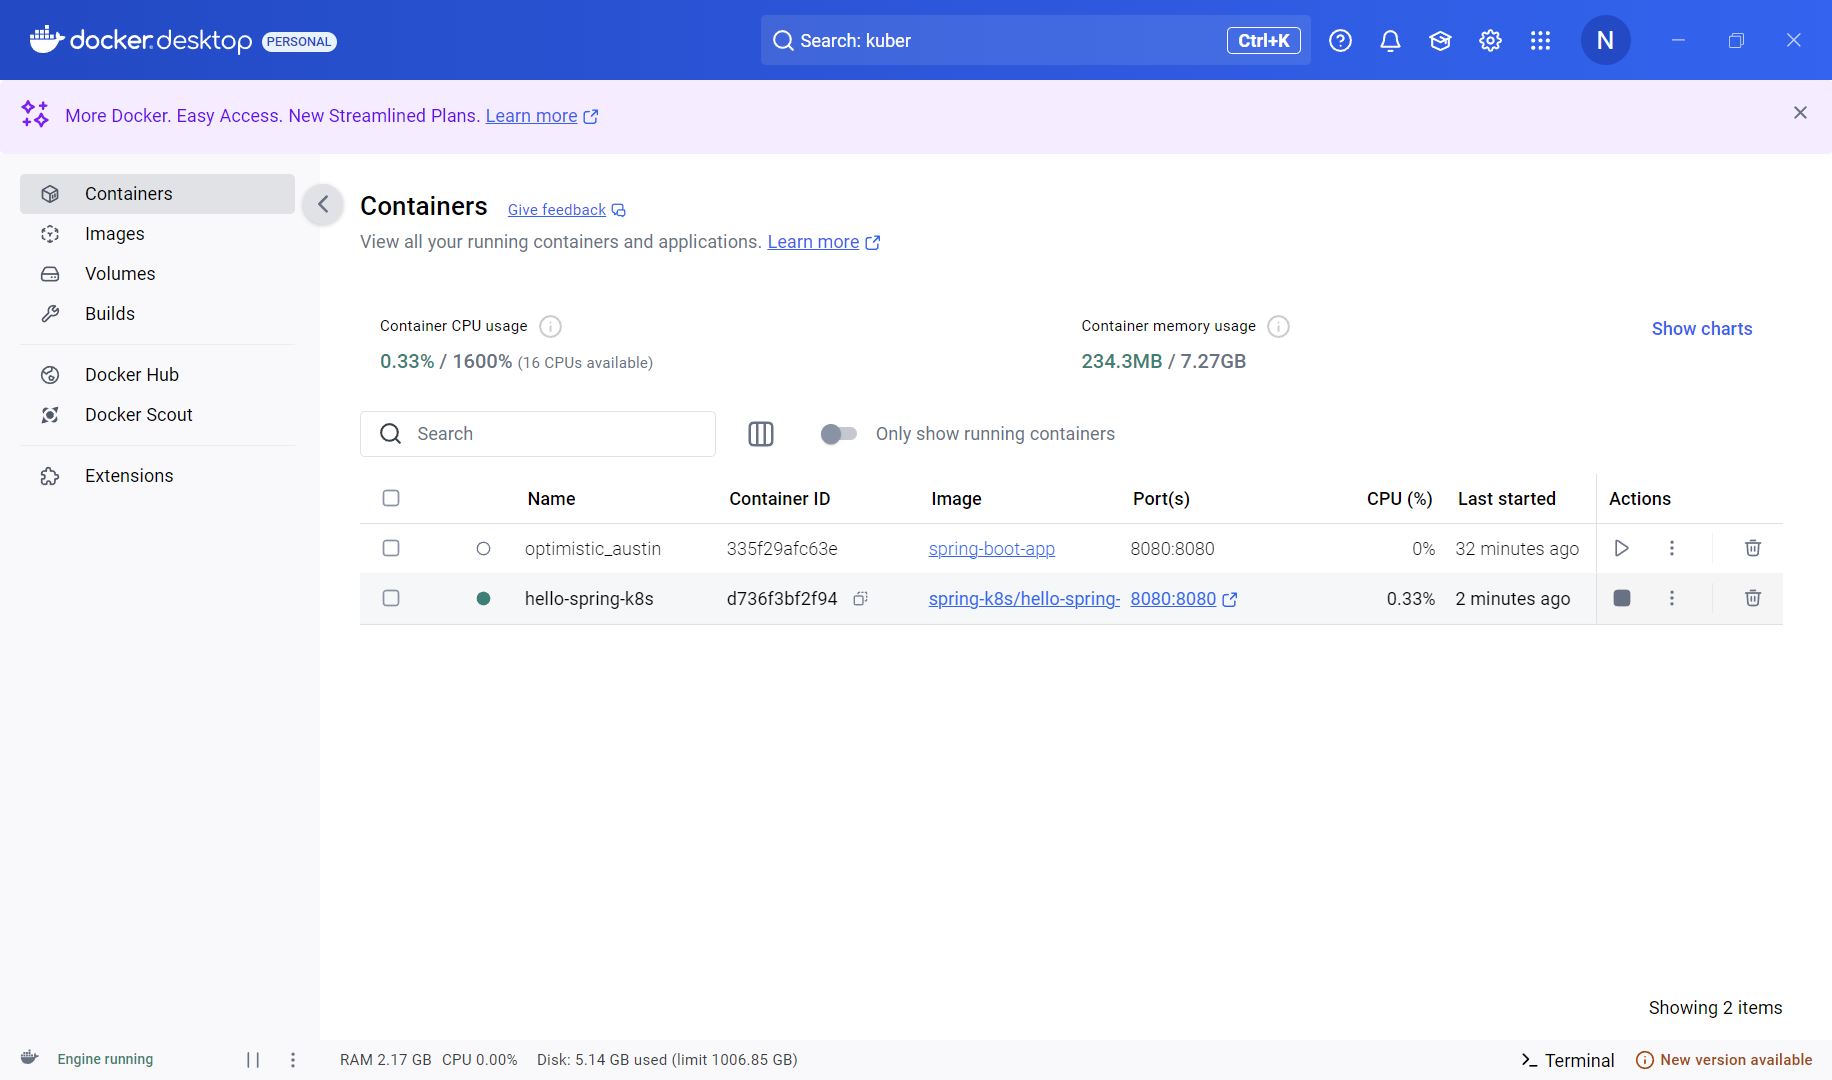 docker.desktop PERSONAL
Search: kuber Ctrl+K
N
More Docker. Easy Access. New Streamlined Plans. Learn more
Containers
Images
Volumes
Builds
Docker Hub
Docker Scout
Extensions
Containers Give feedback
View all your running containers and applications. Learn more
Container CPU usage
0.33% / 1600% (16 CPUs available)
Container memory usage
234.3MB / 7.27GB
Show charts
Search
Only show running containers
Name Container ID Image Port(s) CPU (%) Last started Actions
optimistic_austin 335f29afc63e spring-boot-app 8080:8080 0% 32 minutes ago
hello-spring-k8s d736f3bf2f94 spring-k8s/hello-spring- 8080:8080 0.33% 2 minutes ago
Showing 2 items
Engine running
RAM 2.17 GB CPU 0.00% Disk: 5.14 GB used (limit 1006.85 GB)
Terminal
New version available